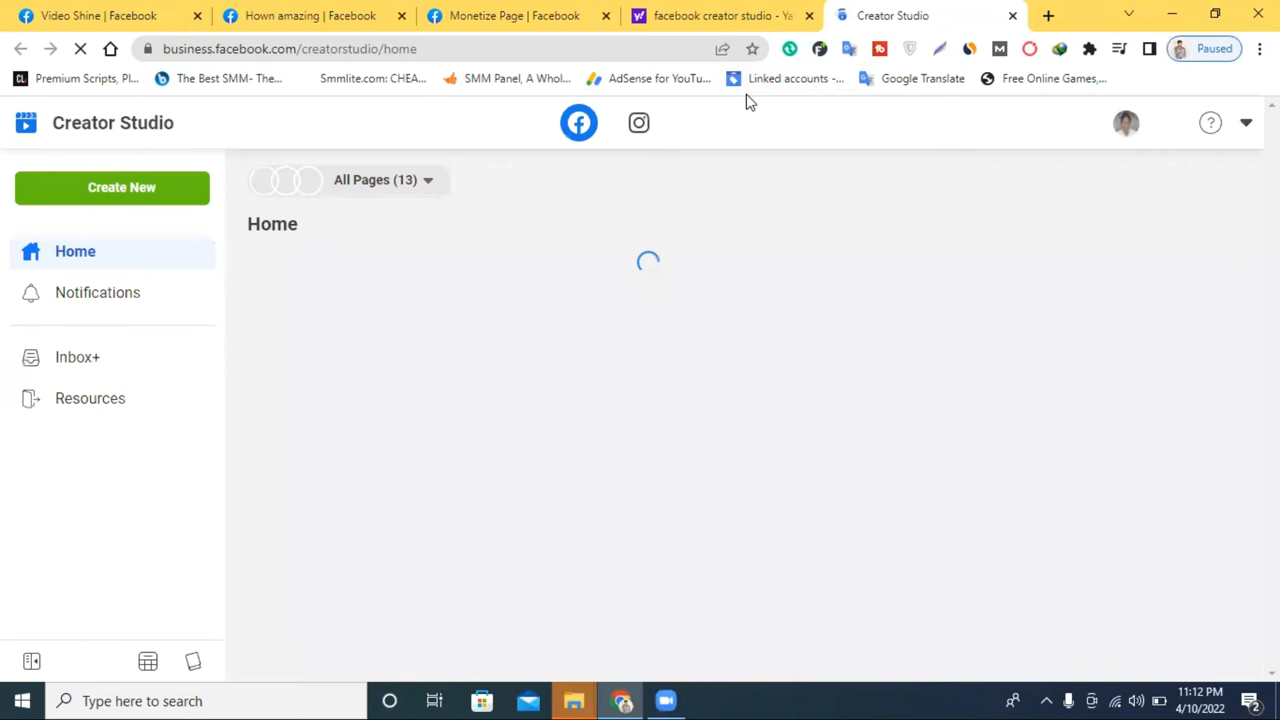 Video Shine | Facebook
Hown amazing | Facebook
Monetize Page | Facebook
facebook creator studio - Ya
Creator Studio
business.facebook.com/creatorstudio/home
Paused
Premium Scripts, Pl...
The Best SMM- The...
Smmlite.com: CHEA...
SMM Panel, A Whol...
AdSense for YouTu...
Linked accounts -...
Google Translate
Free Online Games,...
Creator Studio
Create New
All Pages (13)
Home
Home
Notifications
Inbox+
Resources
Type here to search
11:12 PM
4/10/2022
2